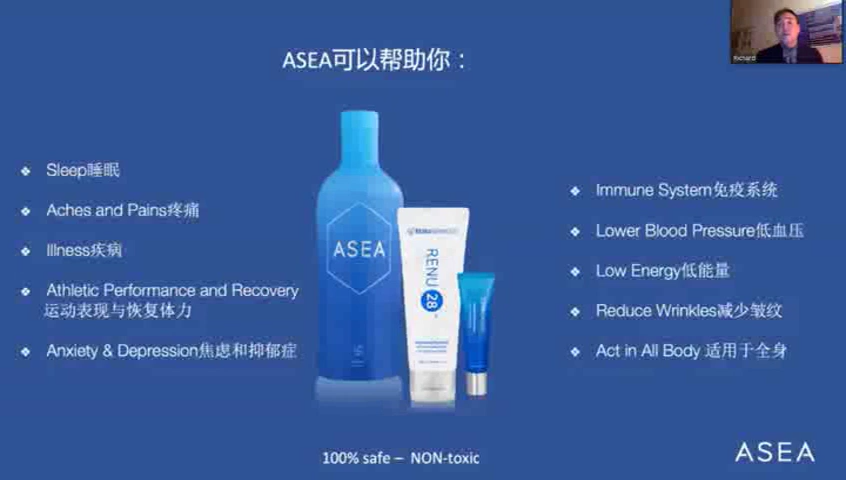 ASEA可以帮助你：
Richard
Sleep睡眠
Aches and Pains疼痛
Illness疾病
Athletic Performance and Recovery
运动表现与恢复体力
Anxiety & Depression焦虑和抑郁症
ASEA
RENU
28
Immune System免疫系统
Lower Blood Pressure低血压
Low Energy低能量
Reduce Wrinkles减少皱纹
Act in All Body 适用于全身
100% safe – NON-toxic
ASEA